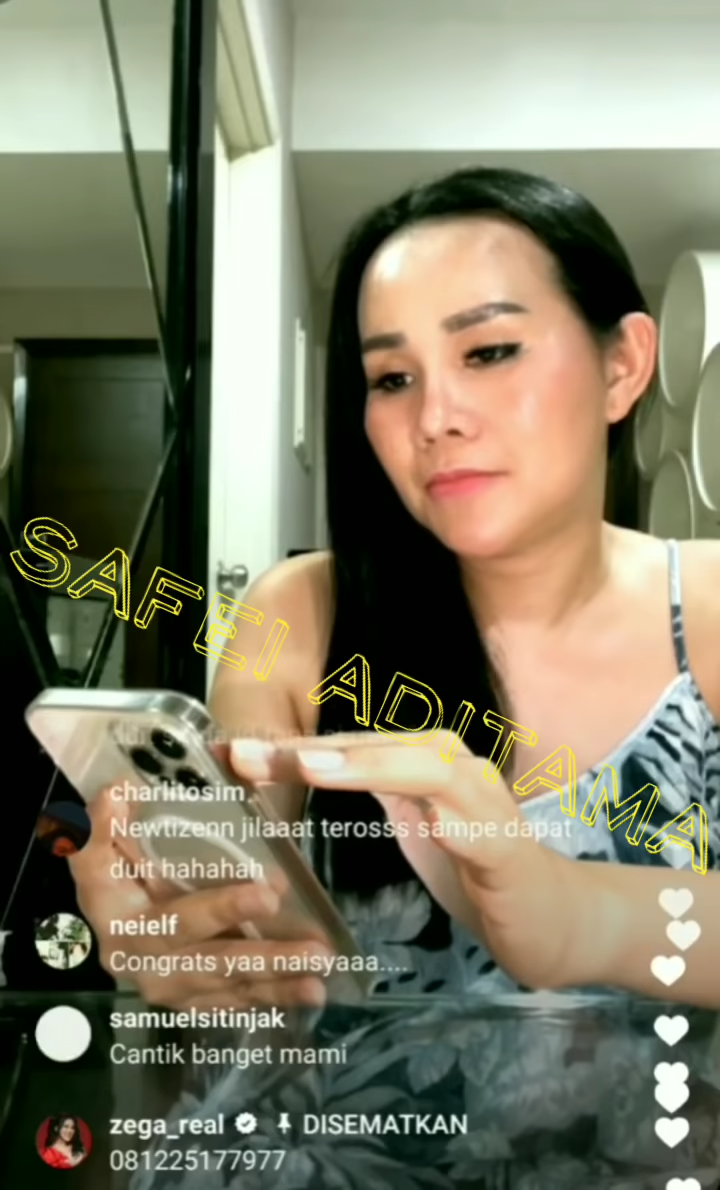 SAFEI ADITAMA
charlitosim
Newtizenn jilaaat terosss sampe dapat
duit hahahah
neielf
Congrats yaa naisyaaa....
samuelsitinjak
Cantik banget mami
zega_real DISEMATKAN
081225177977